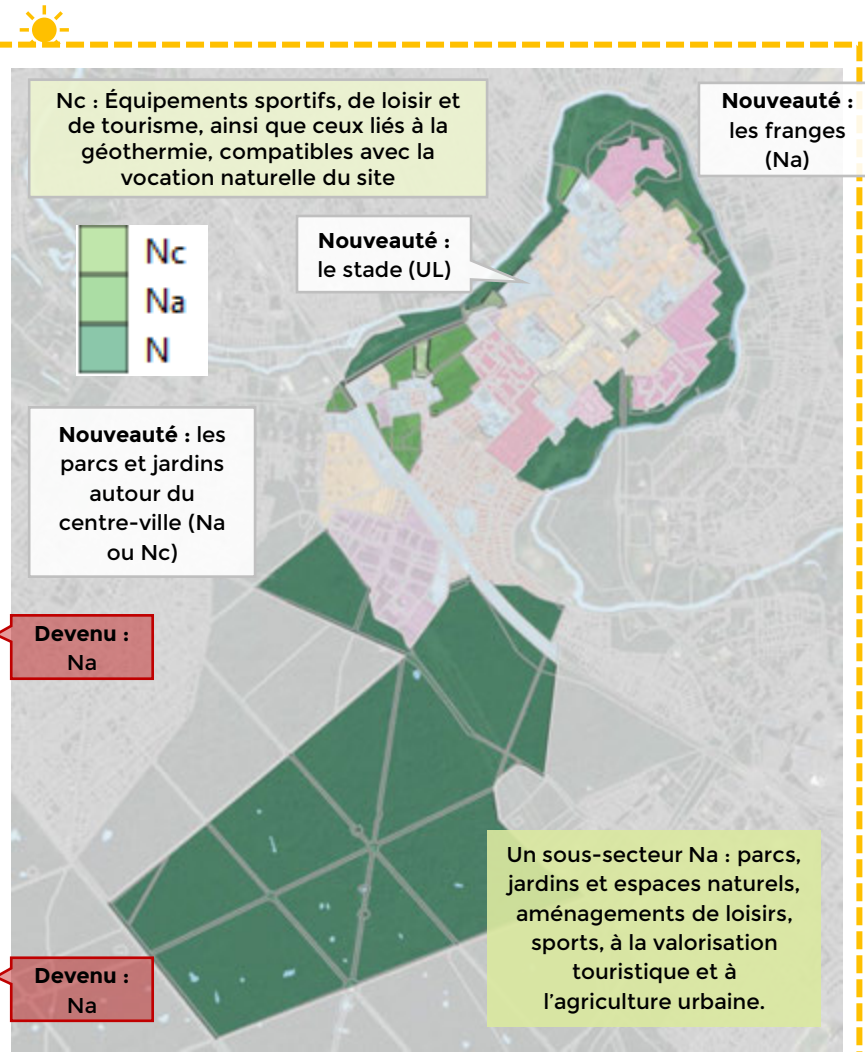 Nc : Équipements sportifs, de loisir et
de tourisme, ainsi que ceux liés à la
géothermie, compatibles avec la
vocation naturelle du site
Nouveauté :
les franges
(Na)
Nouveauté :
le stade (UL)
Nc
Na
N
Nouveauté : les
parcs et jardins
autour du
centre-ville (Na
ou Nc)
Devenu :
Na
Un sous-secteur Na : parcs,
jardins et espaces naturels,
aménagements de loisirs,
sports, à la valorisation
touristique et à
l’agriculture urbaine.
Devenu :
Na